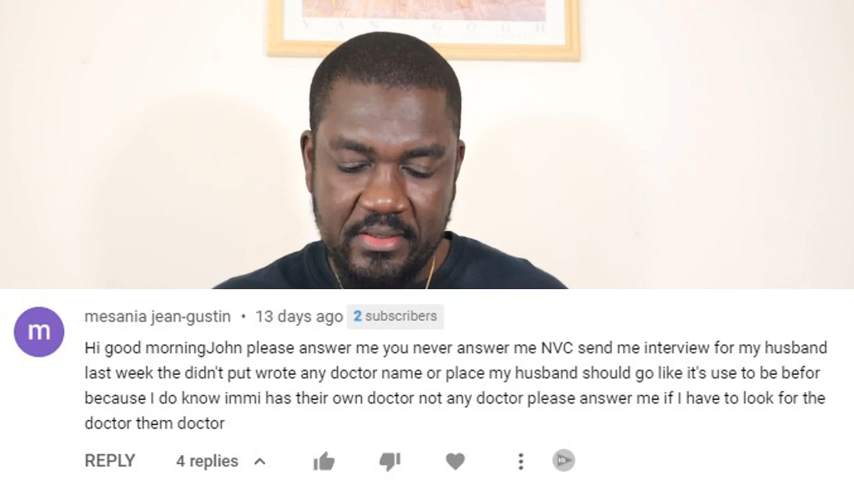 VAN GOGH
m
mesania jean-gustin • 13 days ago 2 subscribers
Hi good morningJohn please answer me you never answer me NVC send me interview for my husband
last week the didn't put wrote any doctor name or place my husband should go like it's use to be befor
because I do know immi has their own doctor not any doctor please answer me if I have to look for the
doctor them doctor
REPLY 4 replies